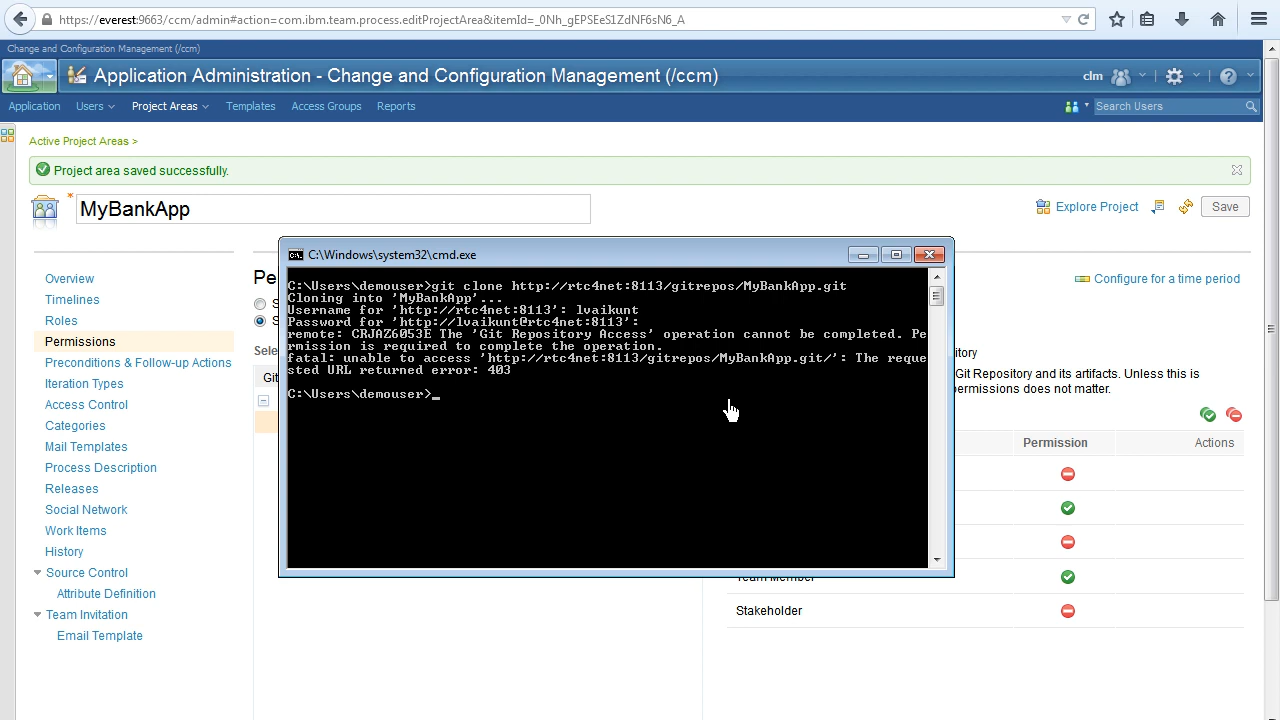 https://everest:9663/ccm/admin#action=com.ibm.team.process.editProjectArea&itemId=_0Nh_gEPSEeS1ZdNF6sN6_A
Change and Configuration Management (/ccm)
Application Administration - Change and Configuration Management (/ccm)
clm
Application Users Project Areas Templates Access Groups Reports
Search Users
Active Project Areas >
Project area saved successfully.
* MyBankApp
Explore Project
Save
C:\Windows\system32\cmd.exe
C:\Users\demouser>git clone http://rtc4net:8113/gitrepos/MyBankApp.git
Cloning into 'MyBankApp'...
Username for 'http://rtc4net:8113': lvaikunt
Password for 'http://lvaikunt@rtc4net:8113':
remote: CRJAZ6053E The 'Git Repository Access' operation cannot be completed. Pe
rmission is required to complete the operation.
fatal: unable to access 'http://rtc4net:8113/gitrepos/MyBankApp.git/': The reque
sted URL returned error: 403
C:\Users\demouser>_
Overview
Timelines
Roles
Permissions
Preconditions & Follow-up Actions
Iteration Types
Access Control
Categories
Mail Templates
Process Description
Releases
Social Network
Work Items
History
Source Control
Attribute Definition
Team Invitation
Email Template
Pe
S
S
Sele
Git
Configure for a time period
itory
Git Repository and its artifacts. Unless this is
permissions does not matter.
Permission Actions
Team Member
Stakeholder